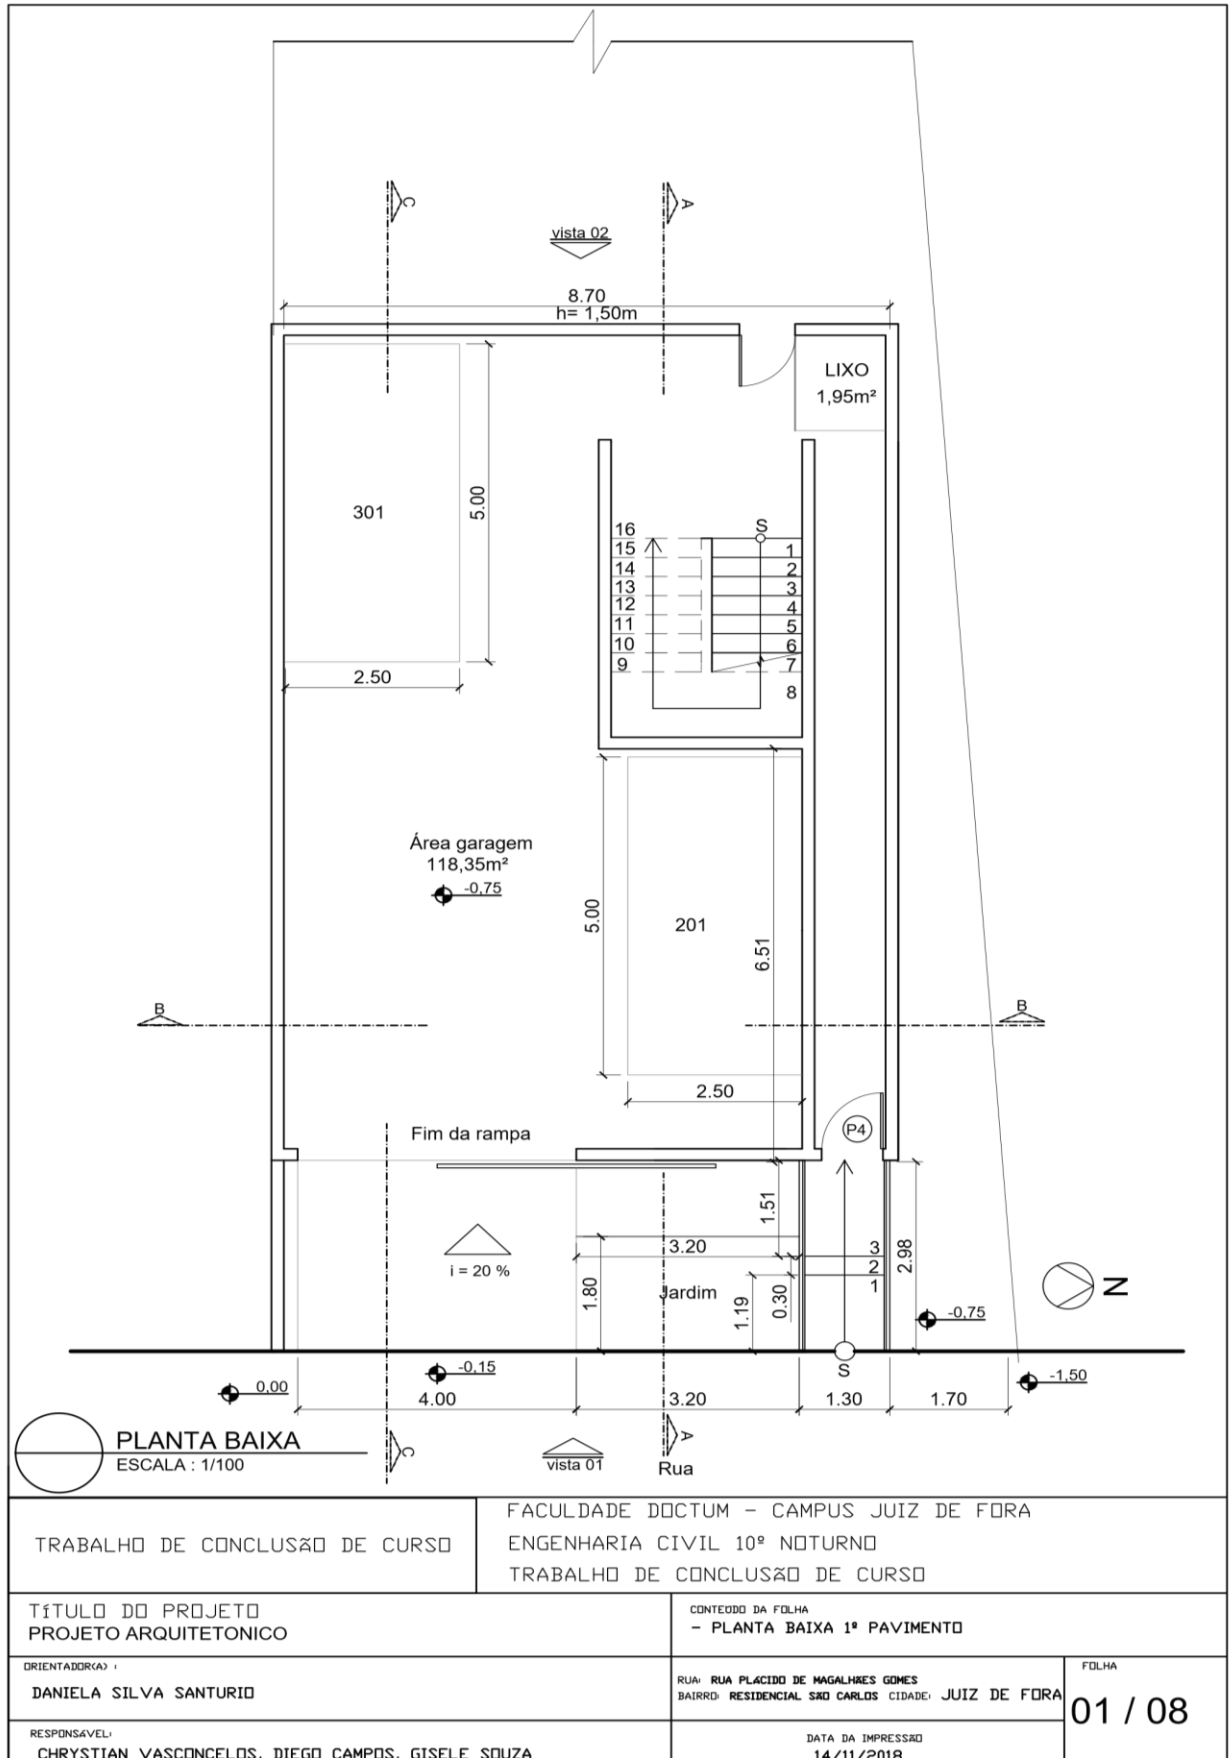 C
A
vista 02
8.70
h= 1,50m
LIXO
1,95m²
301
5.00
2.50
S
16
15
14
13
12
11
10
9
1
2
3
4
5
6
7
8
Área garagem
118,35m²
-0,75
5.00
201
6.51
2.50
B
B
Fim da rampa
P4
1.51
2.98
3.20
i = 20 %
1.80
Jardim
1.19
0.30
3
2
1
N
-0,75
S
-0,15
0,00
-1,50
4.00
3.20
1.30
1.70
C
A
vista 01
Rua
PLANTA BAIXA
ESCALA : 1/100
TRABALHO DE CONCLUSÃO DE CURSO
FACULDADE DOCTUM - CAMPUS JUIZ DE FORA
ENGENHARIA CIVIL 10º NOTURNO
TRABALHO DE CONCLUSÃO DE CURSO
TíTULO DO PROJETO
PROJETO ARQUITETONICO
CONTEÚDO DA FOLHA
- PLANTA BAIXA 1º PAVIMENTO
ORIENTADOR(A) :
DANIELA SILVA SANTURIO
RUA: RUA PLÁCIDO DE MAGALHÃES GOMES
BAIRRO: RESIDENCIAL SÃO CARLOS CIDADE: JUIZ DE FORA
FOLHA
01 / 08
RESPONSÁVEL:
CHRYSTIAN VASCONCELOS, DIEGO CAMPOS, GISELE SOUZA
DATA DA IMPRESSÃO
14/11/2018